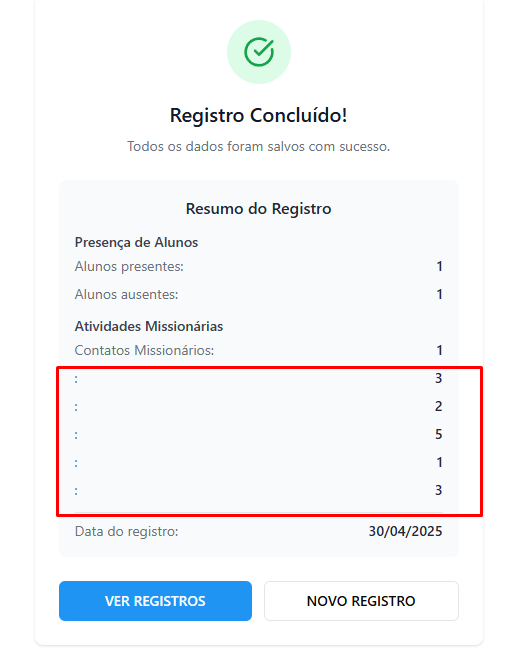 Registro Concluído!
Todos os dados foram salvos com sucesso.
Resumo do Registro
Presença de Alunos
Alunos presentes: 1
Alunos ausentes: 1
Atividades Missionárias
Contatos Missionários: 1
: 3
: 2
: 5
: 1
: 3
Data do registro: 30/04/2025
VER REGISTROS NOVO REGISTRO